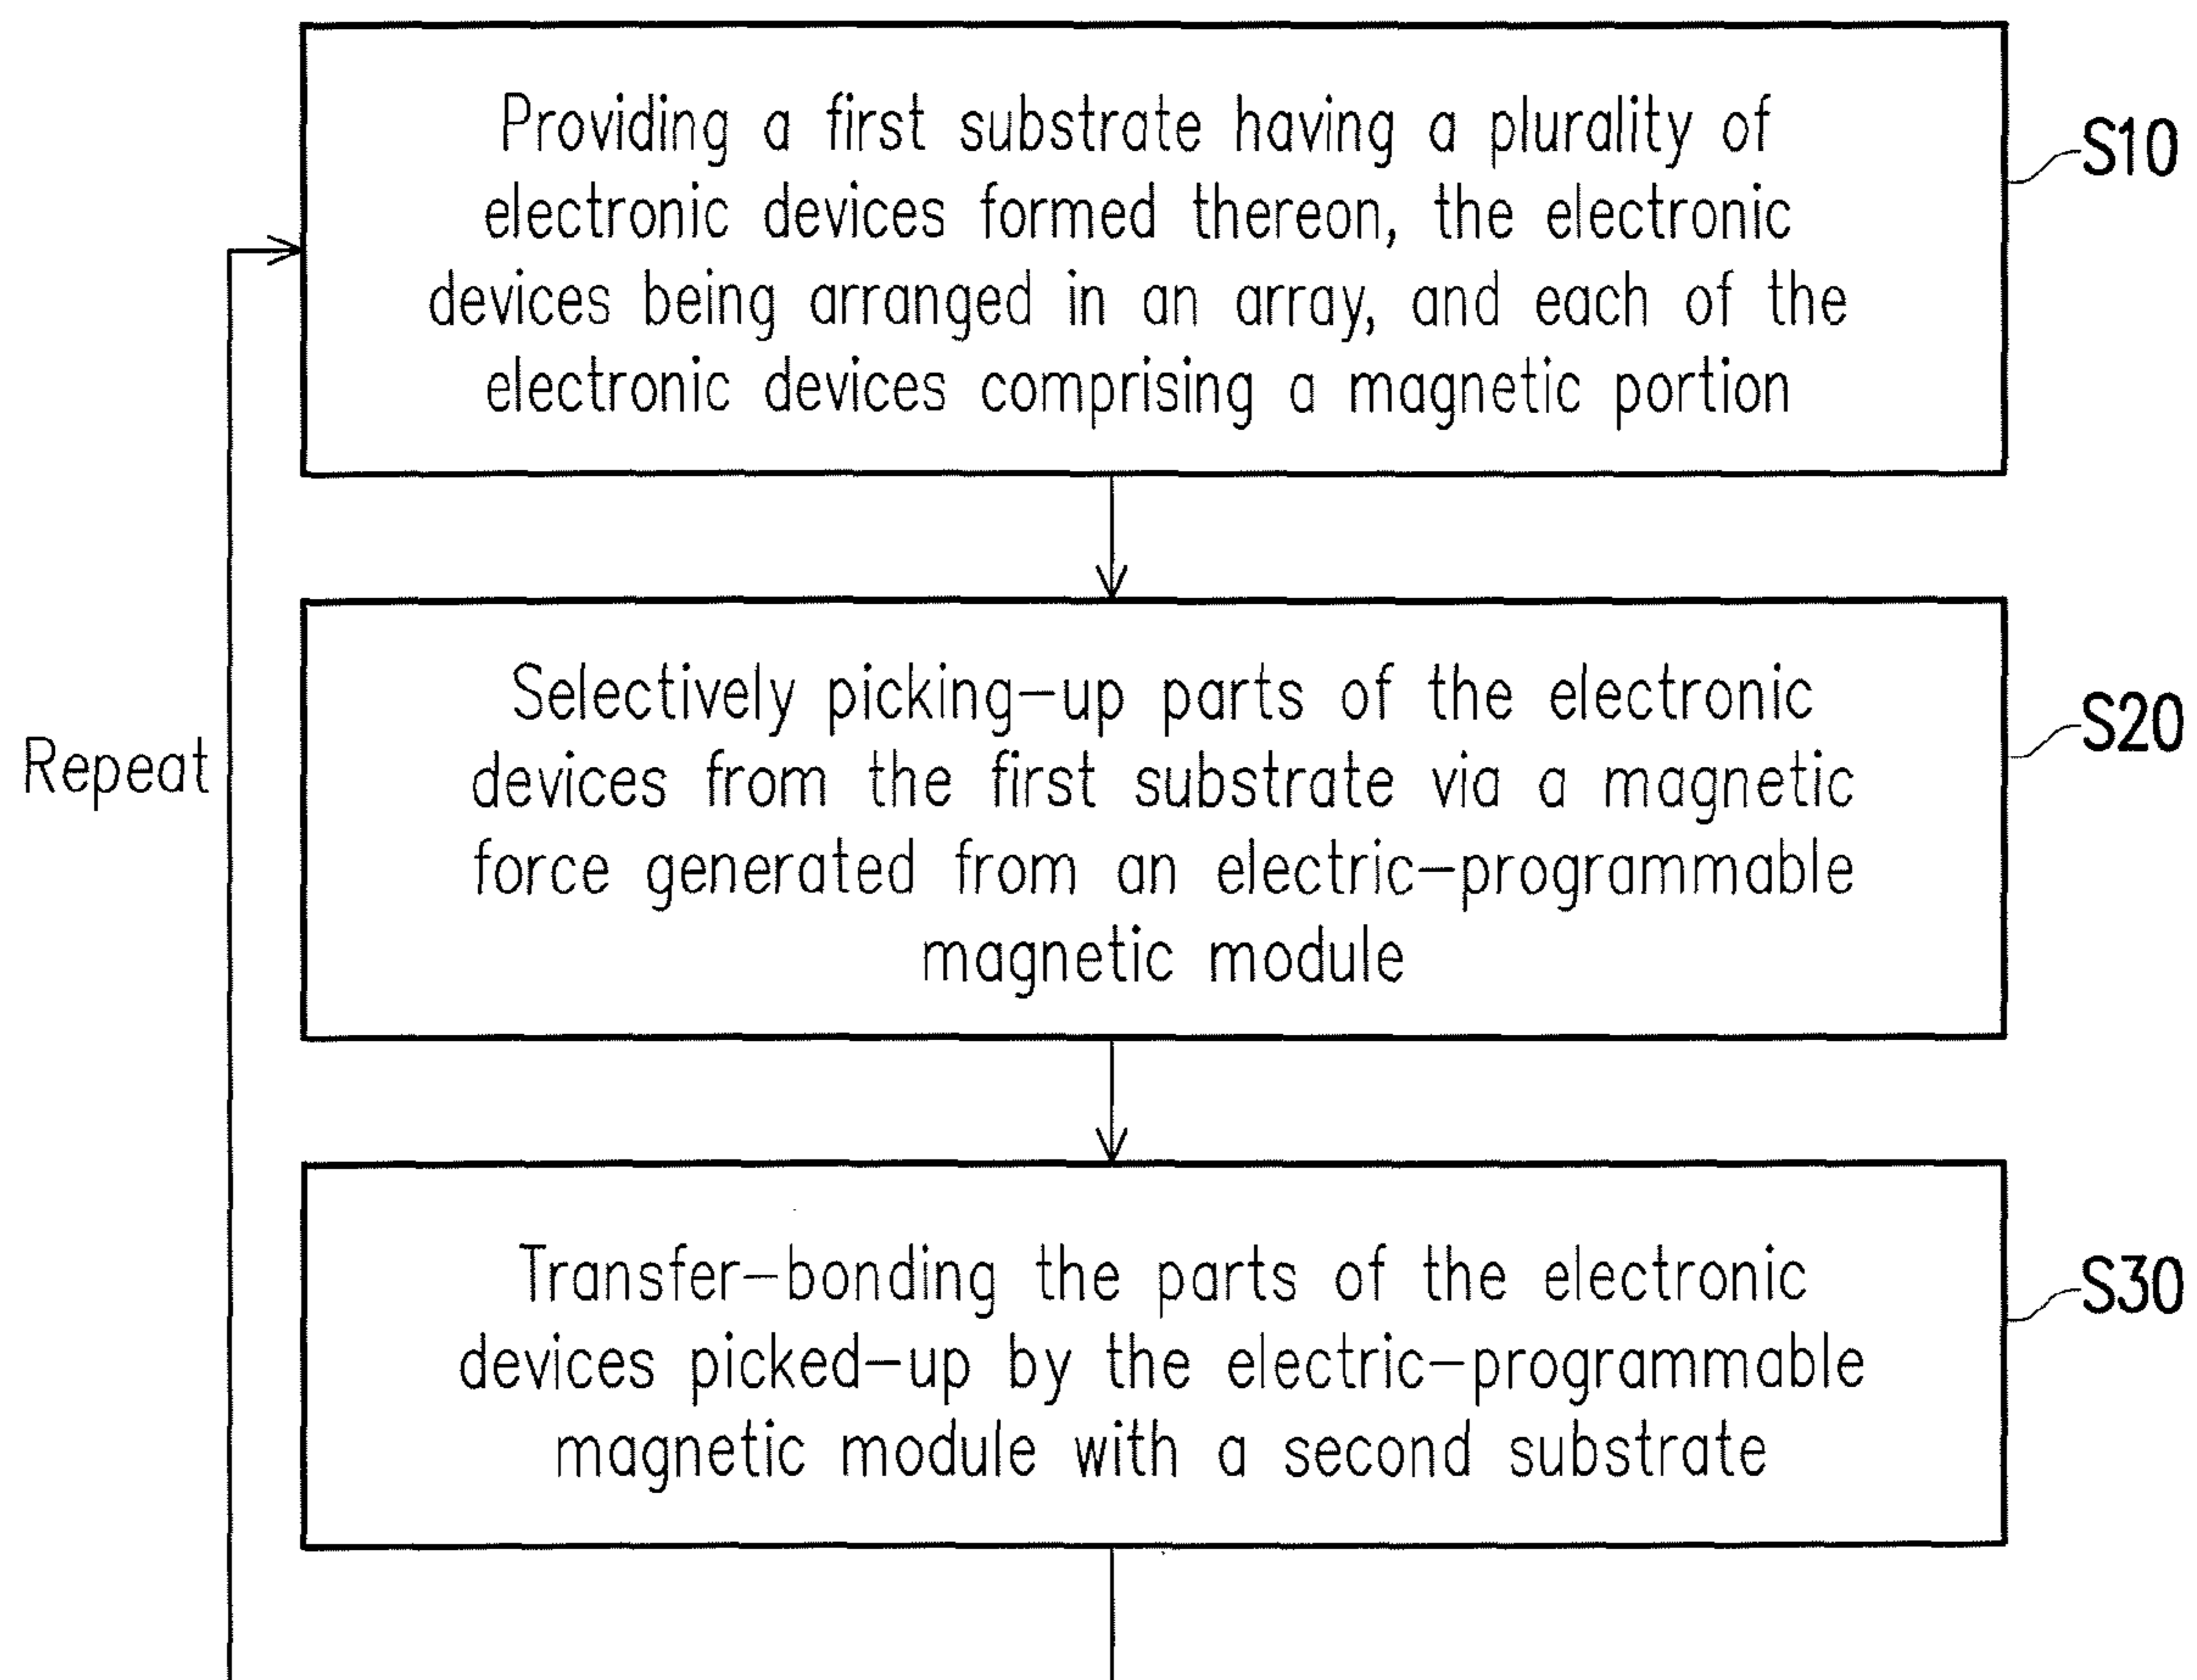 Providing a first substrate having a plurality of
electronic devices formed thereon, the electronic
devices being arranged in an array, and each of the
electronic devices comprising a magnetic portion
S10
Selectively picking-up parts of the electronic
devices from the first substrate via a magnetic
force generated from an electric-programmable
magnetic module
S20
Repeat
Transfer-bonding the parts of the electronic
devices picked-up by the electric-programmable
magnetic module with a second substrate
S30